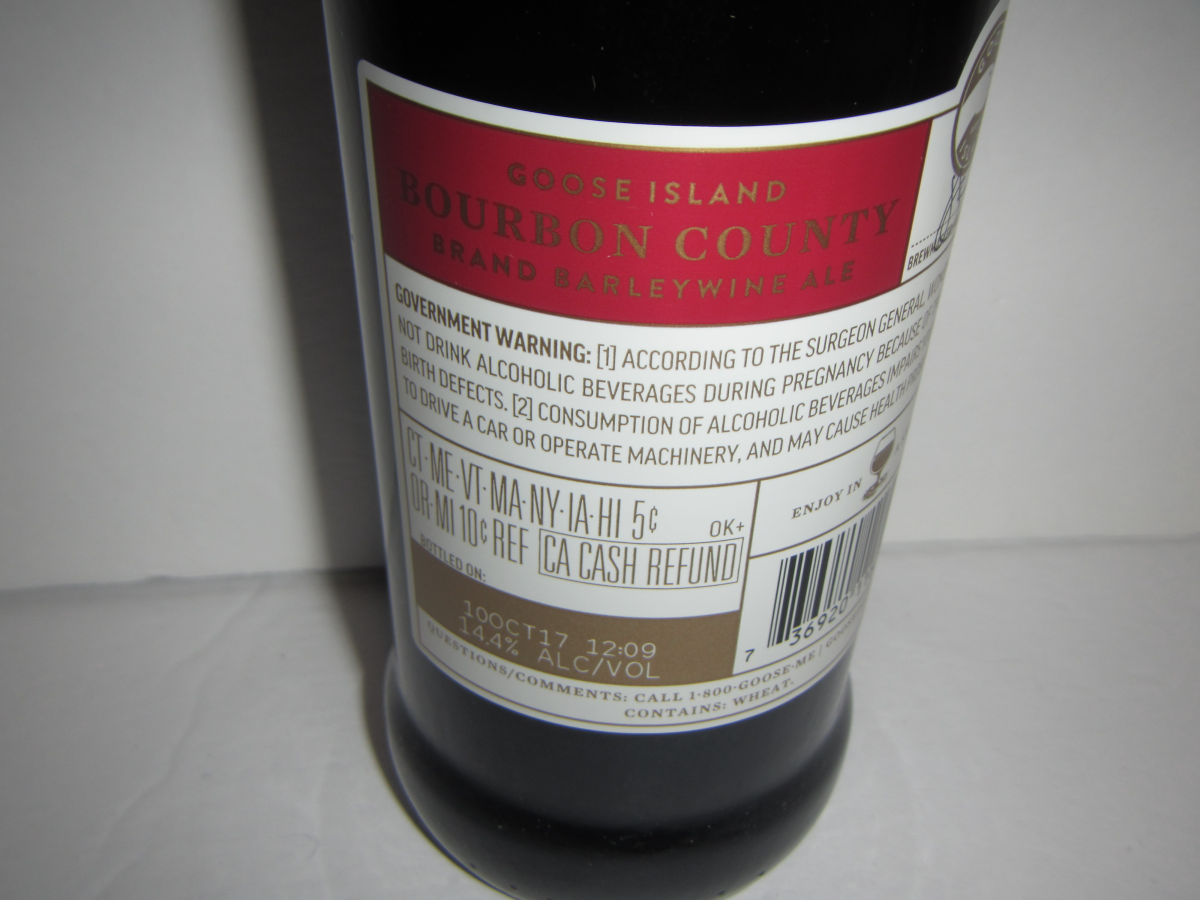 GOOSE ISLAND
BOURBON COUNTY
BRAND BARLEYWINE ALE
GOVERNMENT WARNING: [1] ACCORDING TO THE SURGEON GENERAL,
NOT DRINK ALCOHOLIC BEVERAGES DURING PREGNANCY BECAUSE
BIRTH DEFECTS. [2] CONSUMPTION OF ALCOHOLIC BEVERAGES
TO DRIVE A CAR OR OPERATE MACHINERY, AND MAY CAUSE HEALTH
CT·ME·VT·MA·NY·IA·HI 5¢
OR·MI 10¢ REF
OK+
CA CASH REFUND
ENJOY IN
BOTTLED ON:
10OCT17 12:09
14.4% ALC/VOL
7 36920
QUESTIONS/COMMENTS: CALL 1-800-GOOSE-ME |
CONTAINS: WHEAT.